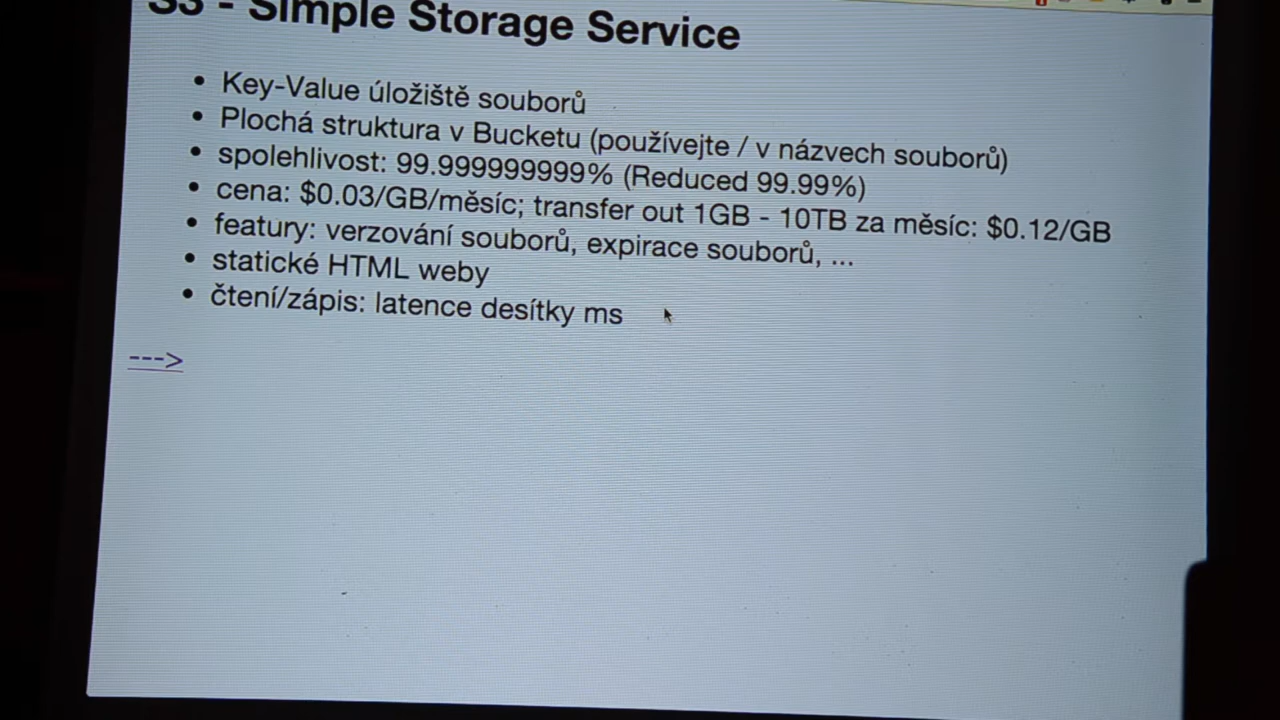 S3 - Simple Storage Service
• Key-Value úložiště souborů
• Plochá struktura v Bucketu (používejte / v názvech souborů)
• spolehlivost: 99.999999999% (Reduced 99.99%)
• cena: $0.03/GB/měsíc; transfer out 1GB - 10TB za měsíc: $0.12/GB
• featury: verzování souborů, expirace souborů, ...
• statické HTML weby
• čtení/zápis: latence desítky ms
--->